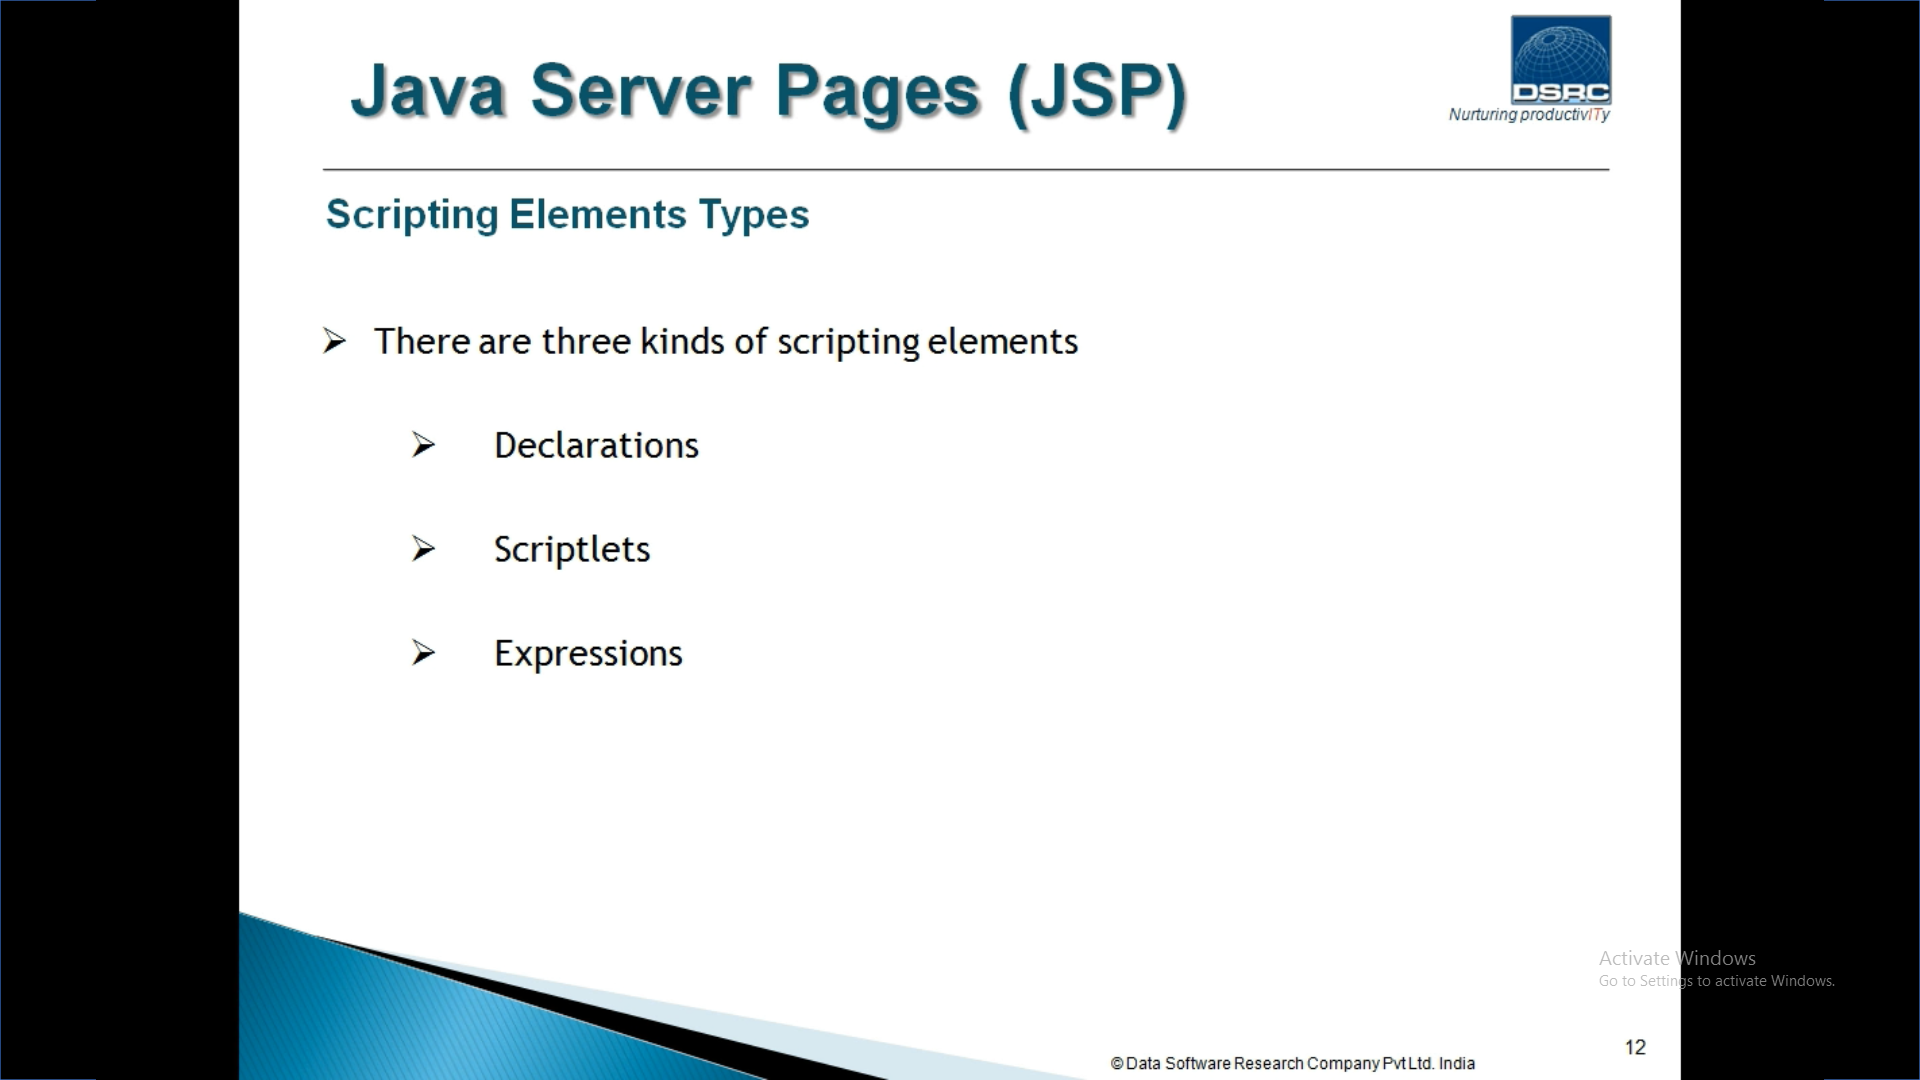 Java Server Pages (JSP)
DSRC
Nurturing productivITy
Scripting Elements Types
There are three kinds of scripting elements
Declarations
Scriptlets
Expressions
Activate Windows
Go to Settings to activate Windows.
12
© Data Software Research Company Pvt Ltd. India